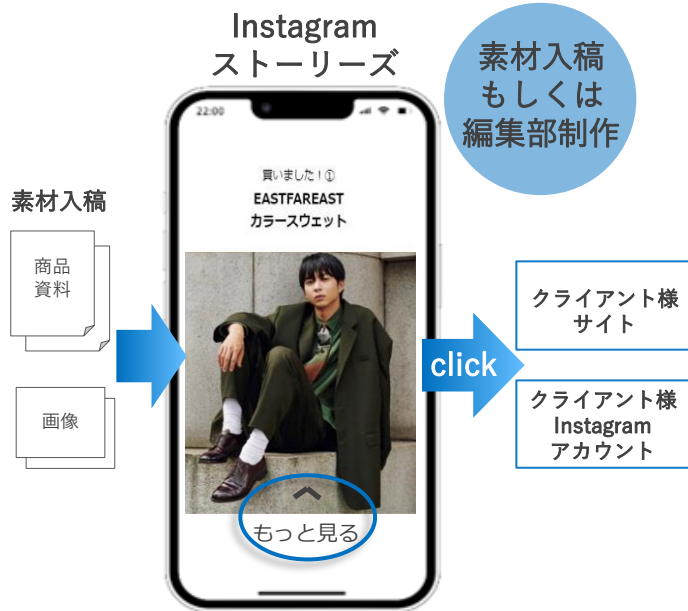 Instagram
ストーリーズ
素材入稿
もしくは
編集部制作
22:00
買いました！①
EASTFAREAST
カラースウェット
素材入稿
商品
資料
画像
click
もっと見る
クライアント様
サイト
クライアント様
Instagram
アカウント